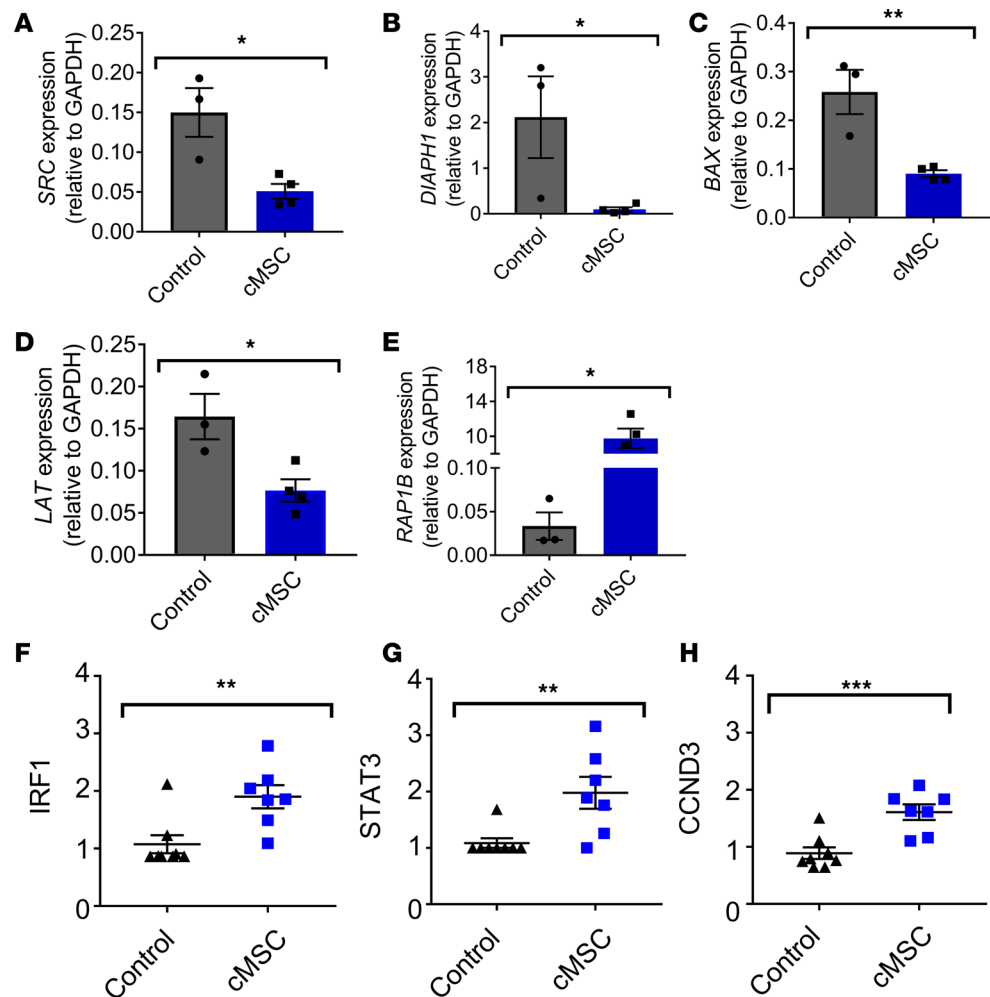 A
SRC expression
(relative to GAPDH)
0.25
0.20
0.15
0.10
0.05
0.00
*
Control
cMSC
B
DIAPH1 expression
(relative to GAPDH)
4
3
2
1
0
*
Control
cMSC
C
BAX expression
(relative to GAPDH)
0.4
0.3
0.2
0.1
0.0
**
Control
cMSC
D
LAT expression
(relative to GAPDH)
0.25
0.20
0.15
0.10
0.05
0.00
*
Control
cMSC
E
RAP1B expression
(relative to GAPDH)
18
14
10
0.10
0.05
0.00
*
Control
cMSC
F
IRF1
4
3
2
1
0
**
Control
cMSC
G
STAT3
4
3
2
1
0
**
Control
cMSC
H
CCND3
4
3
2
1
0
***
Control
cMSC